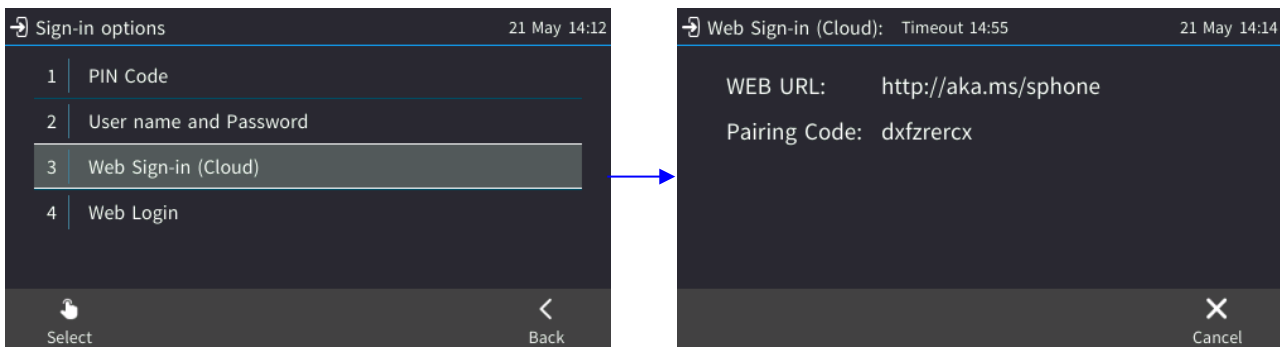 Sign-in options 21 May 14:12
1 PIN Code
2 User name and Password
3 Web Sign-in (Cloud)
4 Web Login
Select Back
Web Sign-in (Cloud): Timeout 14:55 21 May 14:14
WEB URL: http://aka.ms/sphone
Pairing Code: dxfzrercx
Cancel